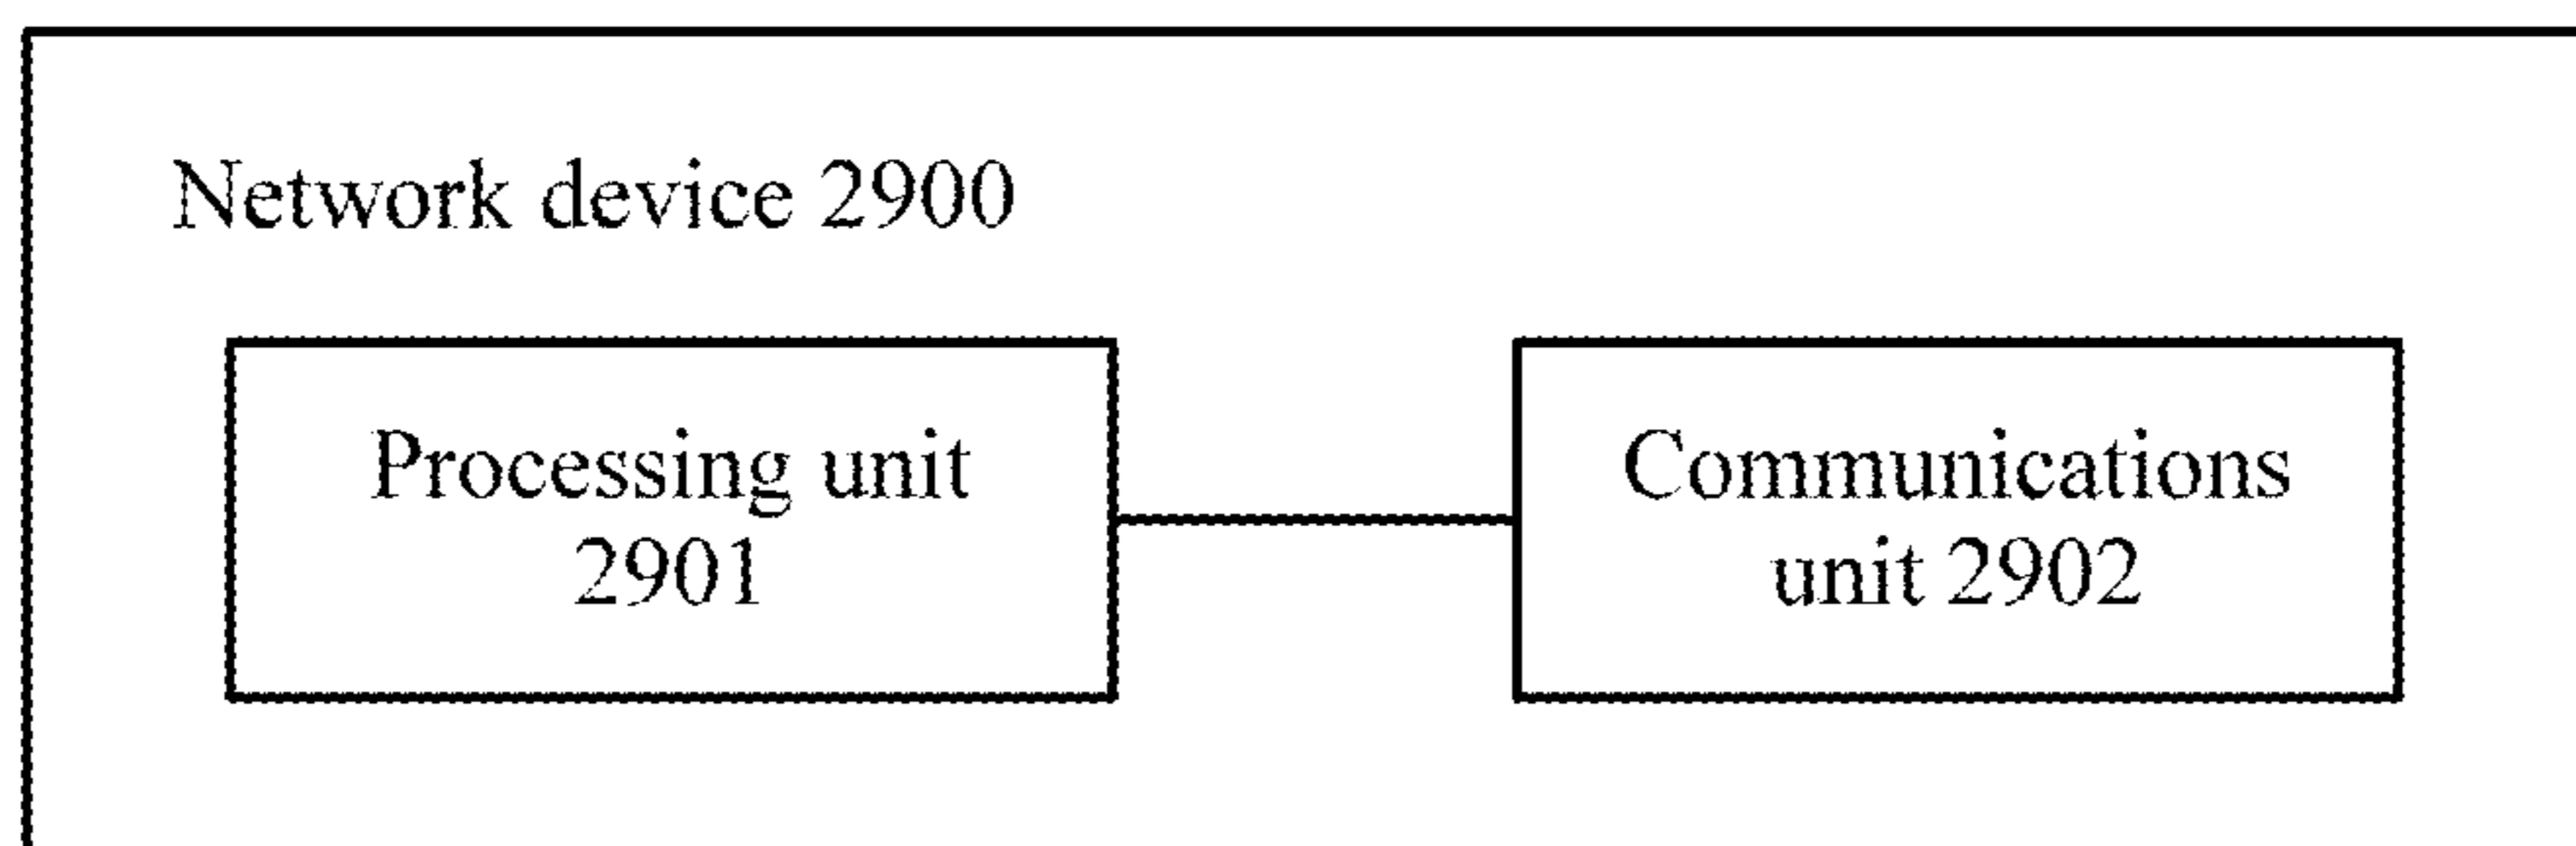 Network device 2900
Processing unit
2901
Communications
unit 2902